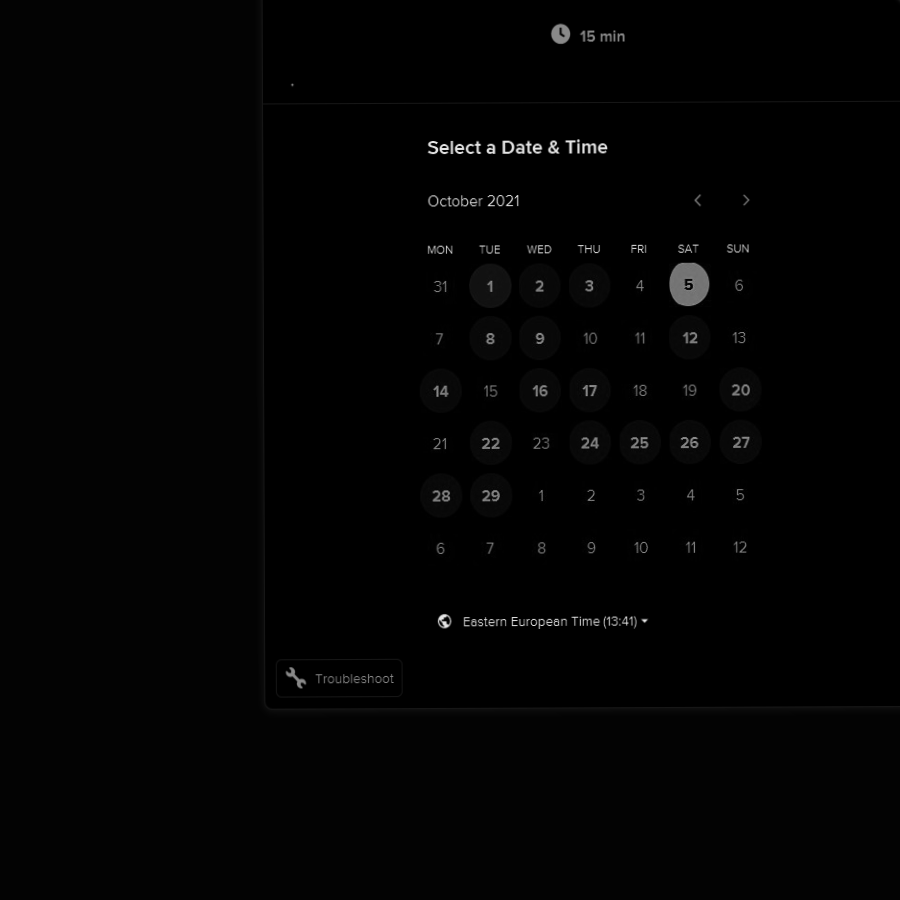 15 min
Select a Date & Time
October 2021
MON TUE WED THU FRI SAT SUN
31 1 2 3 4 5 6
7 8 9 10 11 12 13
14 15 16 17 18 19 20
21 22 23 24 25 26 27
28 29 1 2 3 4 5
6 7 8 9 10 11 12
Eastern European Time (13:41)
Troubleshoot